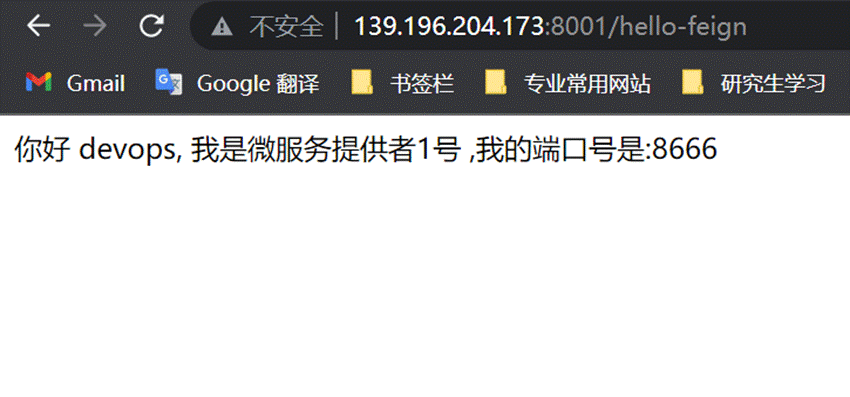 不安全 139.196.204.173:8001/hello-feign
Gmail Google 翻译 书签栏 专业常用网站 研究生学习
你好 devops, 我是微服务提供者1号 ,我的端口号是:8666